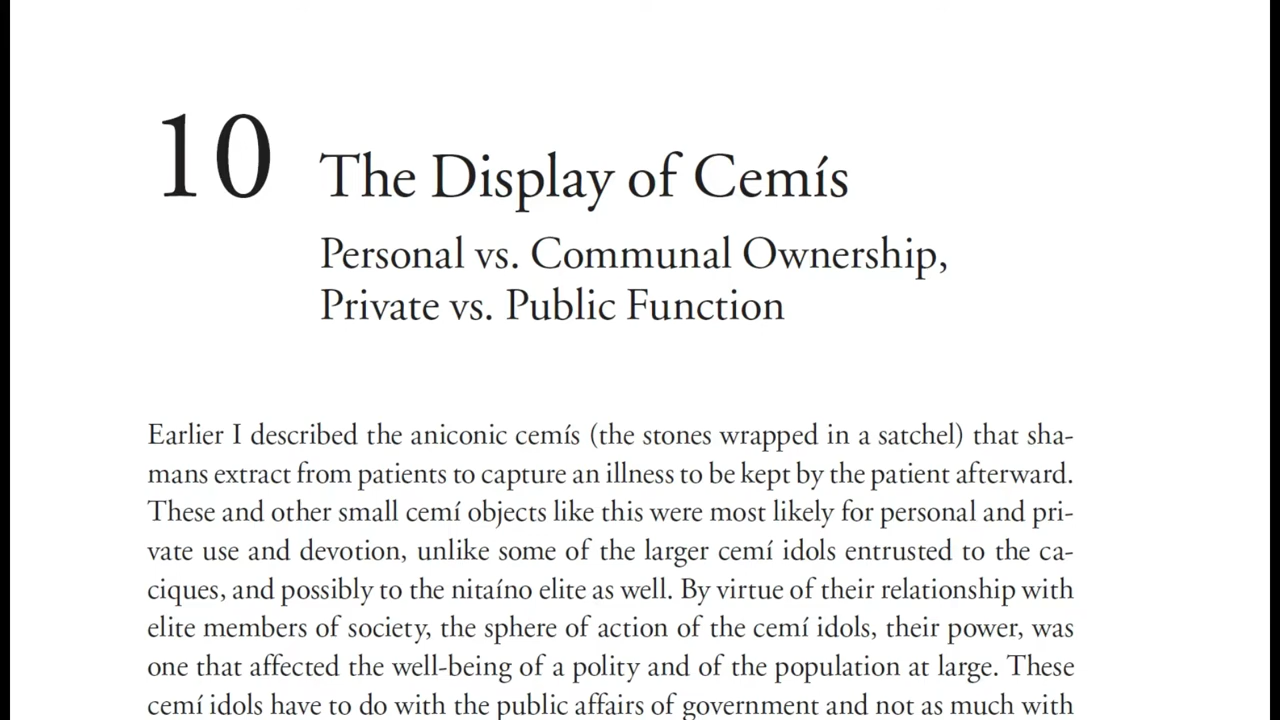 10 The Display of Cemís
Personal vs. Communal Ownership,
Private vs. Public Function
Earlier I described the aniconic cemís (the stones wrapped in a satchel) that sha-
mans extract from patients to capture an illness to be kept by the patient afterward.
These and other small cemí objects like this were most likely for personal and pri-
vate use and devotion, unlike some of the larger cemí idols entrusted to the ca-
ciques, and possibly to the nitaíno elite as well. By virtue of their relationship with
elite members of society, the sphere of action of the cemí idols, their power, was
one that affected the well-being of a polity and of the population at large. These
cemí idols have to do with the public affairs of government and not as much with